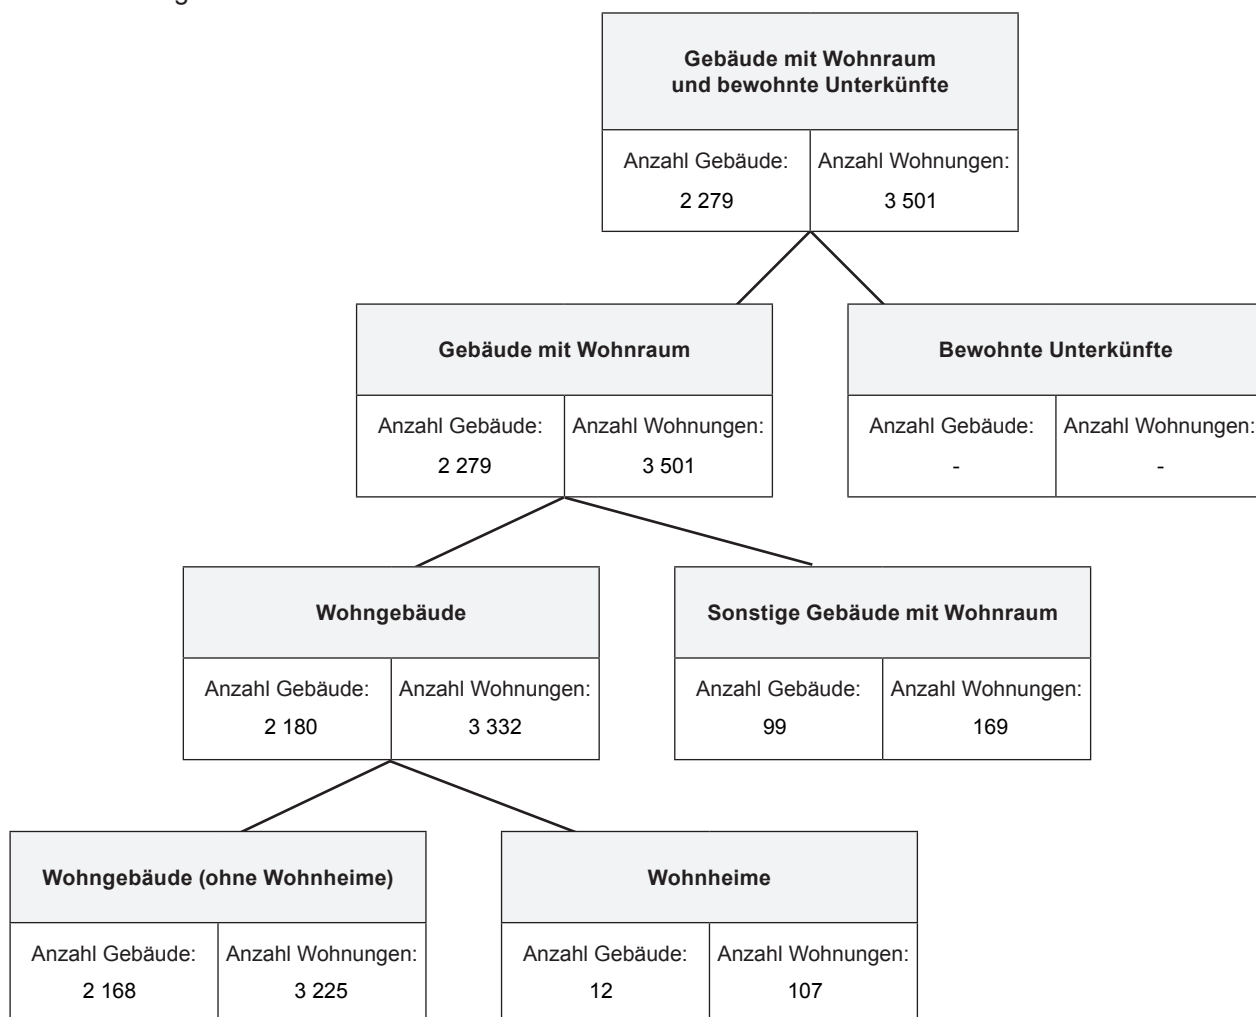 Gebäude mit Wohnraum
und bewohnte Unterkünfte
Anzahl Gebäude:
2 279
Anzahl Wohnungen:
3 501
Gebäude mit Wohnraum
Anzahl Gebäude:
2 279
Anzahl Wohnungen:
3 501
Bewohnte Unterkünfte
Anzahl Gebäude:
-
Anzahl Wohnungen:
-
Wohngebäude
Anzahl Gebäude:
2 180
Anzahl Wohnungen:
3 332
Sonstige Gebäude mit Wohnraum
Anzahl Gebäude:
99
Anzahl Wohnungen:
169
Wohngebäude (ohne Wohnheime)
Anzahl Gebäude:
2 168
Anzahl Wohnungen:
3 225
Wohnheime
Anzahl Gebäude:
12
Anzahl Wohnungen:
107